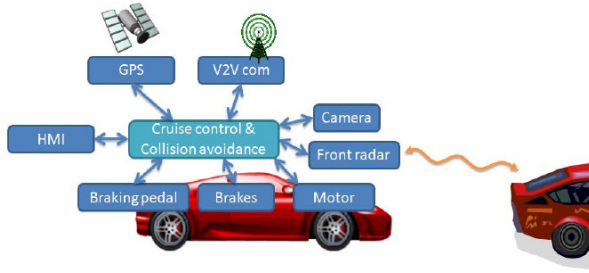 GPS
V2V com
Camera
HMI
Cruise control &
Collision avoidance
Front radar
Braking pedal
Brakes
Motor